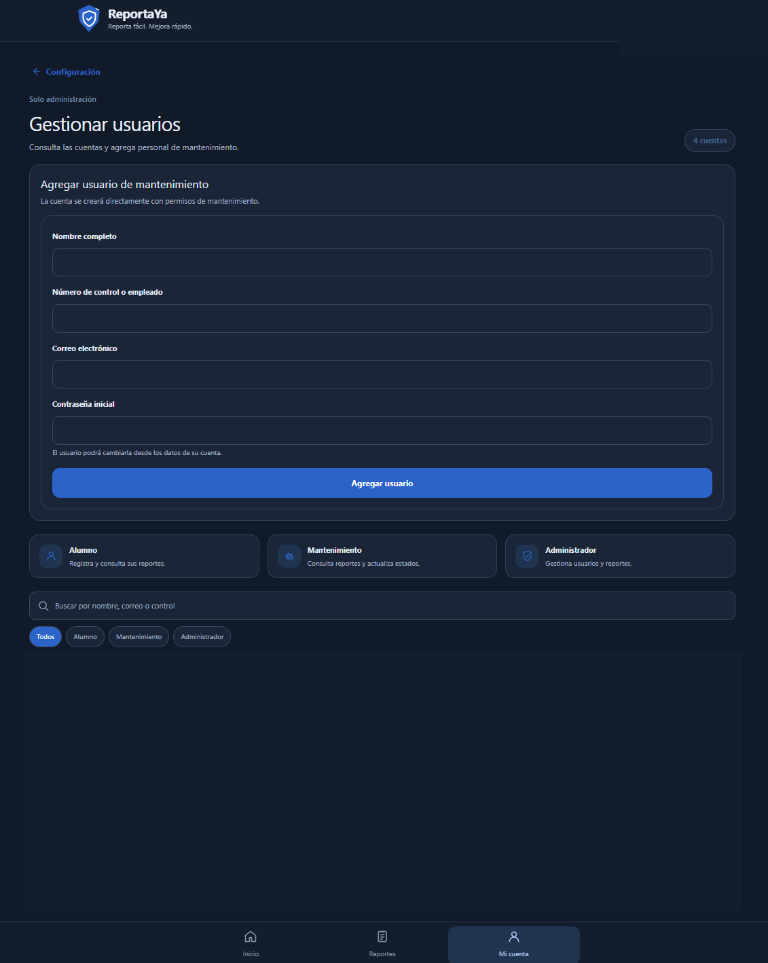 ReportaYa
Reporta fácil. Mejora rápido.
← Configuración
Solo administración
Gestionar usuarios
Consulta las cuentas y agrega personal de mantenimiento.
4 cuentas
Agregar usuario de mantenimiento
La cuenta se creará directamente con permisos de mantenimiento.
Nombre completo
Número de control o empleado
Correo electrónico
Contraseña inicial
El usuario podrá cambiarla desde los datos de su cuenta.
Agregar usuario
Alumno
Registra y consulta sus reportes.
Mantenimiento
Consulta reportes y actualiza estados.
Administrador
Gestiona usuarios y reportes.
Buscar por nombre, correo o control
Todos Alumno Mantenimiento Administrador
Inicio Reportes Mi cuenta